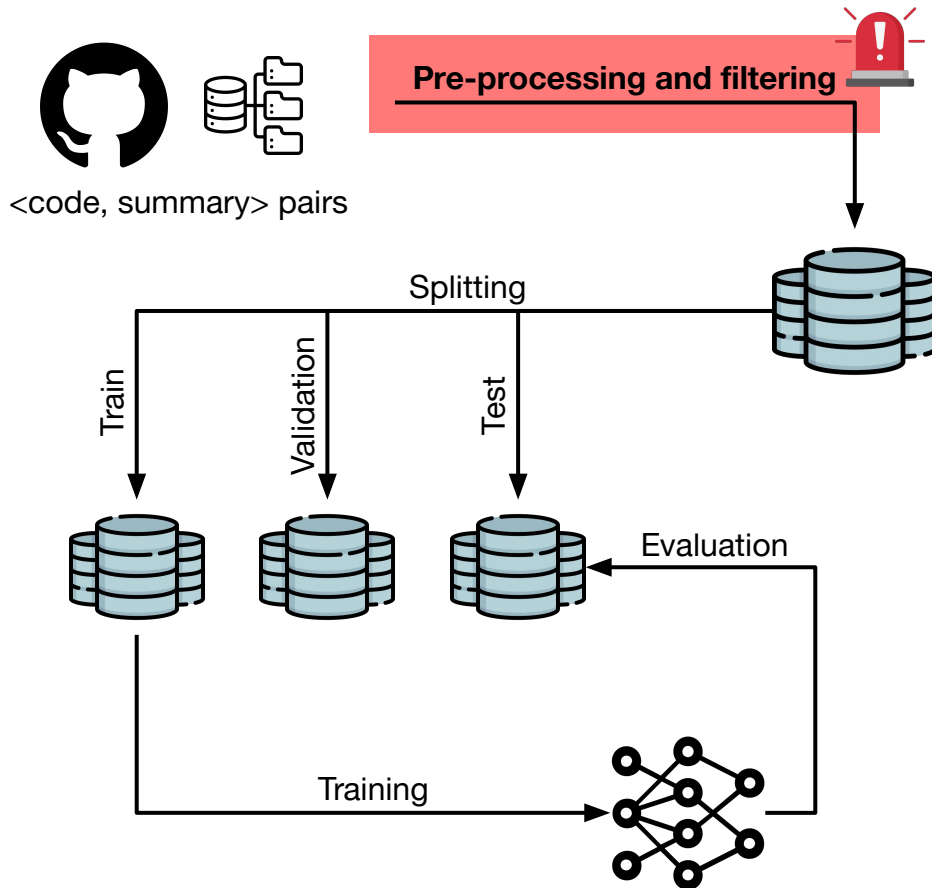 Pre-processing and filtering
<code, summary> pairs
Splitting
Train
Validation
Test
Evaluation
Training